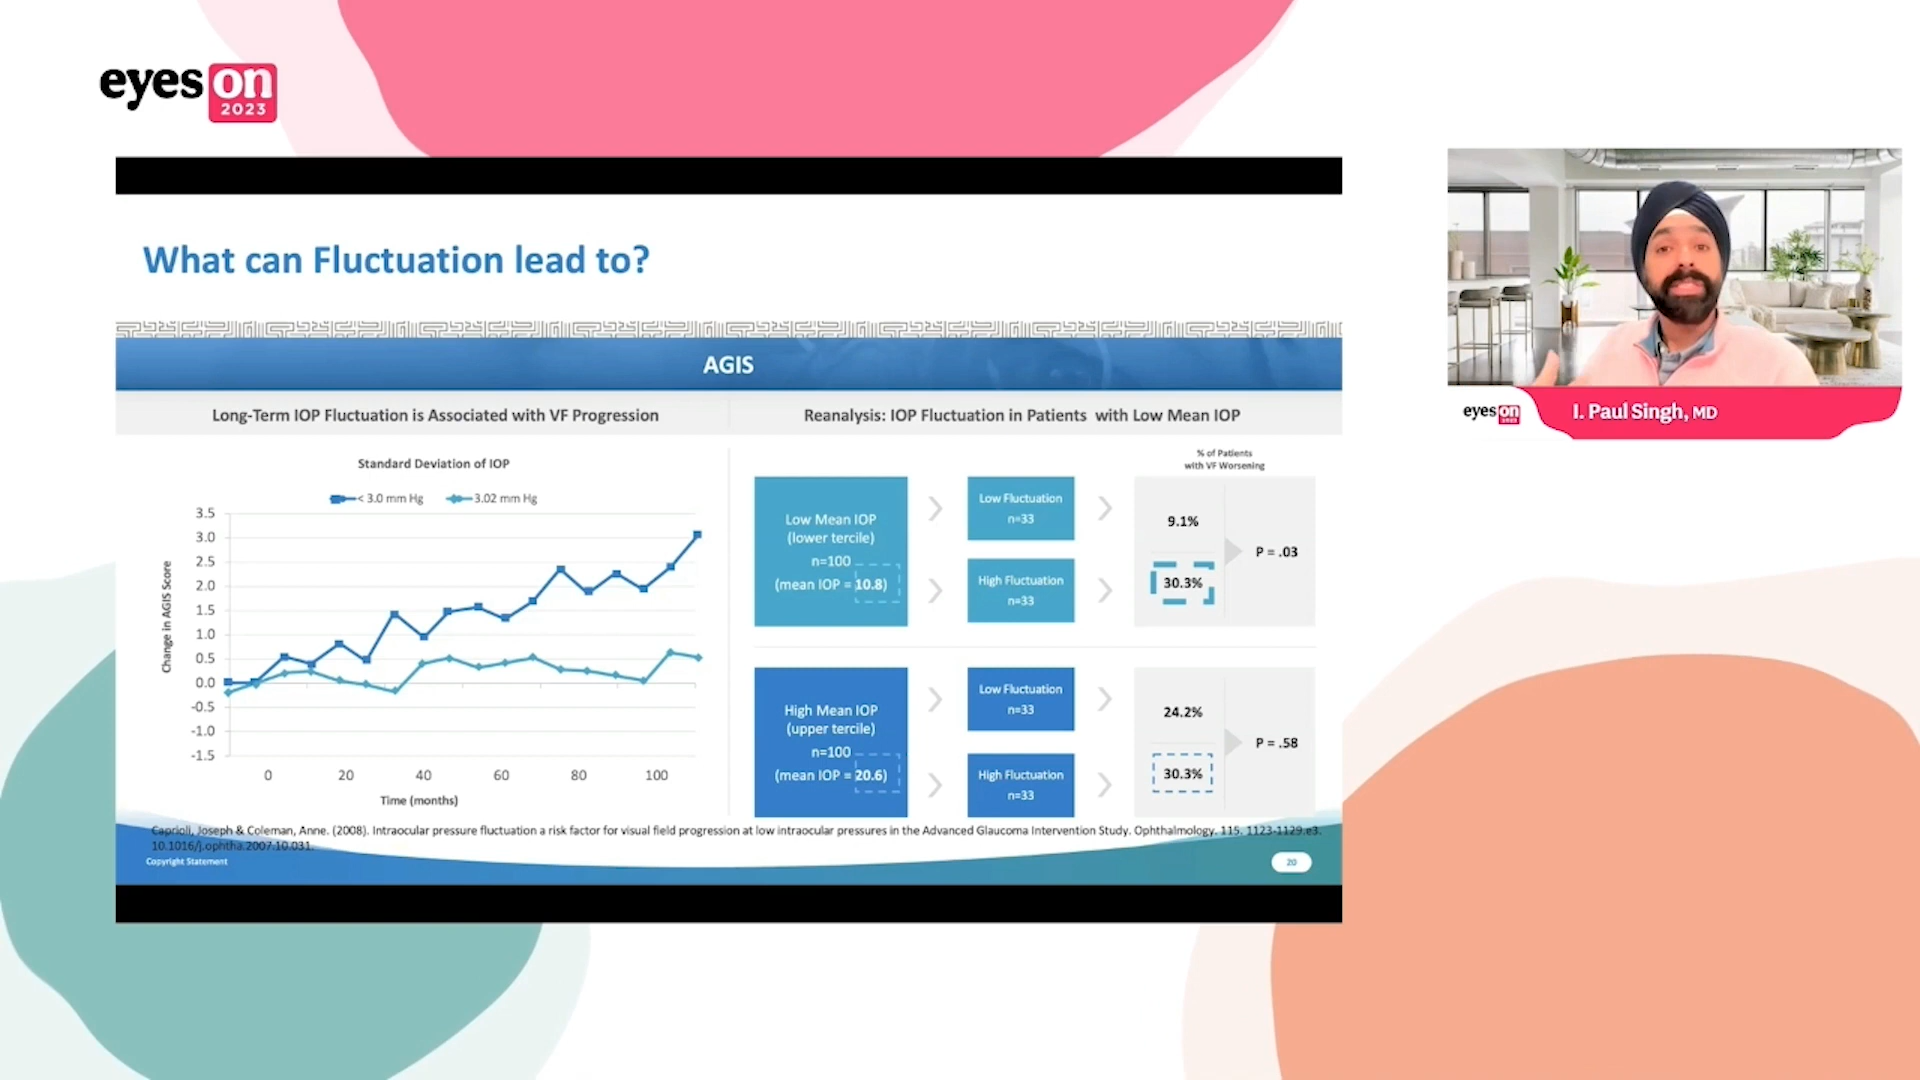 eyes on
2023
What can Fluctuation lead to?
AGIS
Long-Term IOP Fluctuation is Associated with VF Progression
Reanalysis: IOP Fluctuation in Patients with Low Mean IOP
Standard Deviation of IOP
< 3.0 mm Hg
3.02 mm Hg
Change in AGIS Score
3.5
3.0
2.5
2.0
1.5
1.0
0.5
0.0
-0.5
-1.0
-1.5
0 20 40 60 80 100
Time (months)
% of Patients
with VF Worsening
Low Mean IOP
(lower tercile)
n=100
(mean IOP = 10.8)
Low Fluctuation
n=33
High Fluctuation
n=33
9.1%
30.3%
P = .03
High Mean IOP
(upper tercile)
n=100
(mean IOP = 20.6)
Low Fluctuation
n=33
High Fluctuation
n=33
24.2%
30.3%
P = .58
Caprioli, Joseph & Coleman, Anne. (2008). Intraocular pressure fluctuation a risk factor for visual field progression at low intraocular pressures in the Advanced Glaucoma Intervention Study. Ophthalmology. 115. 1123-1129.e3.
10.1016/j.ophtha.2007.10.031.
Copyright Statement
20
eyes on
2023
I. Paul Singh, MD